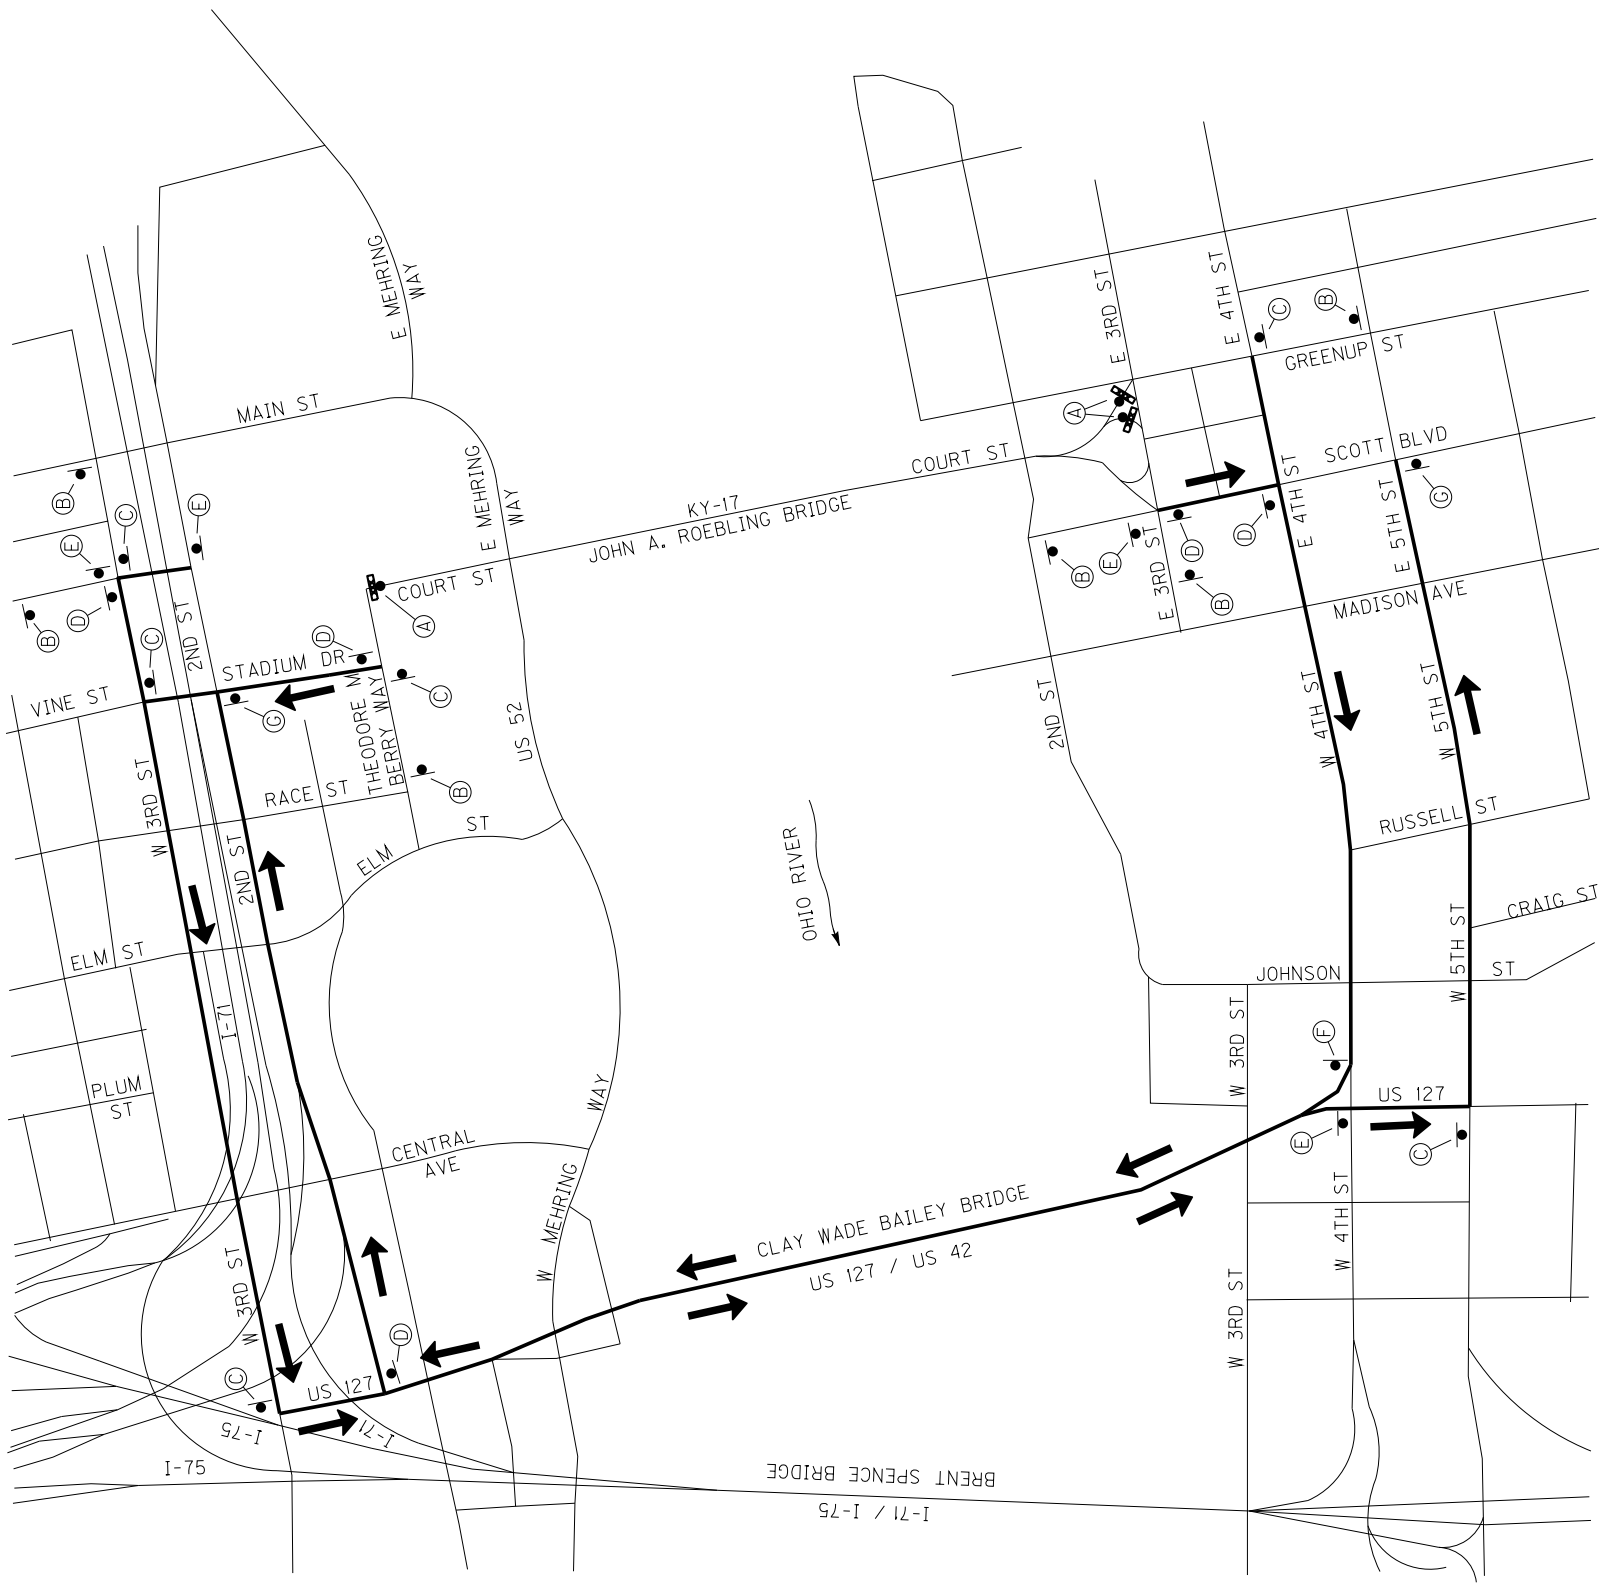 E MEHRING
WAY
MAIN ST
E MEHRING
WAY
B
C
E
E
B
D
C
2ND ST
STADIUM DR
D
G
VINE ST
W 3RD ST
THEODORE M
BERRY WAY
RACE ST
COURT ST
A
C
B
US 52
2ND ST
ELM ST
ELM ST
I-71
PLUM
ST
CENTRAL
AVE
W MEHRING WAY
W 3RD ST
C
D
US 127
I-75
I-71
I-75
KY-17
JOHN A. ROEBLING BRIDGE
OHIO RIVER
CLAY WADE BAILEY BRIDGE
US 127 / US 42
BRENT SPENCE BRIDGE
I-71 / I-75
COURT ST
A
E 3RD ST
E 4TH ST
C
B
GREENUP ST
SCOTT BLVD
E 4TH ST
E 5TH ST
G
B
E
E 3RD ST
D
D
B
MADISON AVE
2ND ST
W 4TH ST
W 5TH ST
RUSSELL ST
CRAIG ST
W 5TH ST
JOHNSON ST
W 3RD ST
F
US 127
E
C
W 4TH ST
W 3RD ST